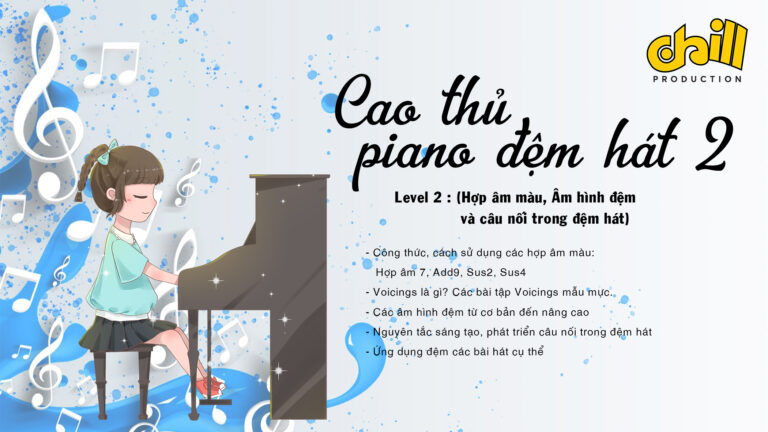 chill
PRODUCTION
Cao thủ
piano đệm hát 2
Level 2 : (Hợp âm màu, Âm hình đệm
và câu nối trong đệm hát)
- Công thức, cách sử dụng các hợp âm màu:
Hợp âm 7, Add9, Sus2, Sus4
- Voicings là gì? Các bài tập Voicings mẫu mực.
- Các âm hình đệm từ cơ bản đến nâng cao
- Nguyên tắc sáng tạo, phát triển câu nối trong đệm hát
- Ứng dụng đệm các bài hát cụ thể